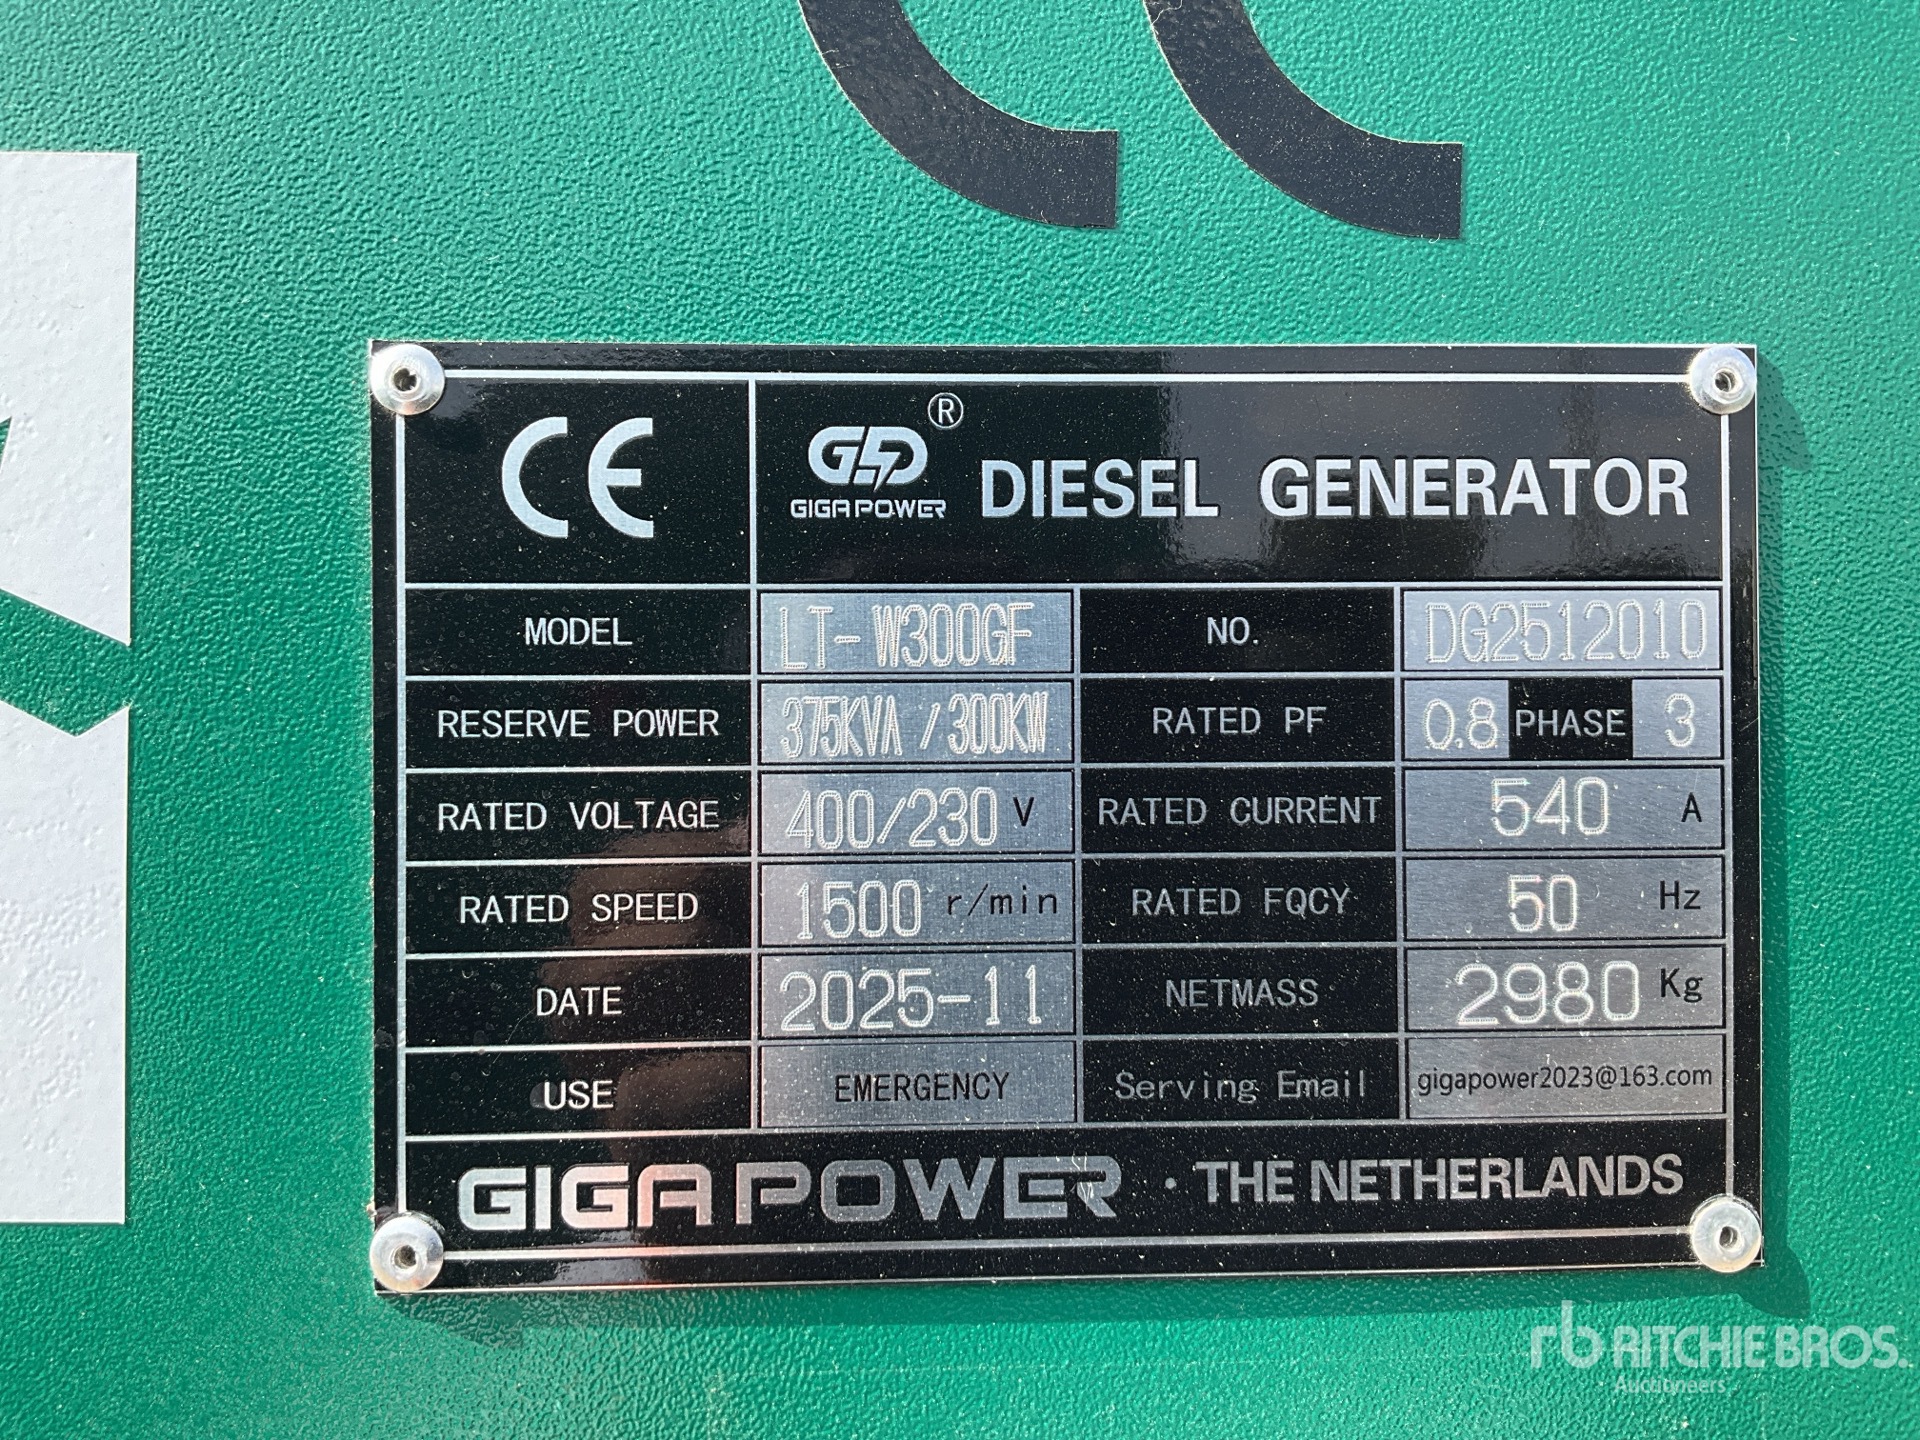 CE
GIGA POWER ® DIESEL GENERATOR
MODEL LT-W300GF NO. DG2512010
RESERVE POWER 375KVA/300KW RATED PF 0.8 PHASE 3
RATED VOLTAGE 400/230 V RATED CURRENT 540 A
RATED SPEED 1500 r/min RATED FQCY 50 Hz
DATE 2025-11 NETMASS 2980 Kg
USE EMERGENCY Serving Email gigapower2023@163.com
GIGA POWER · THE NETHERLANDS
rb RITCHIE BROS.
Auctioneers